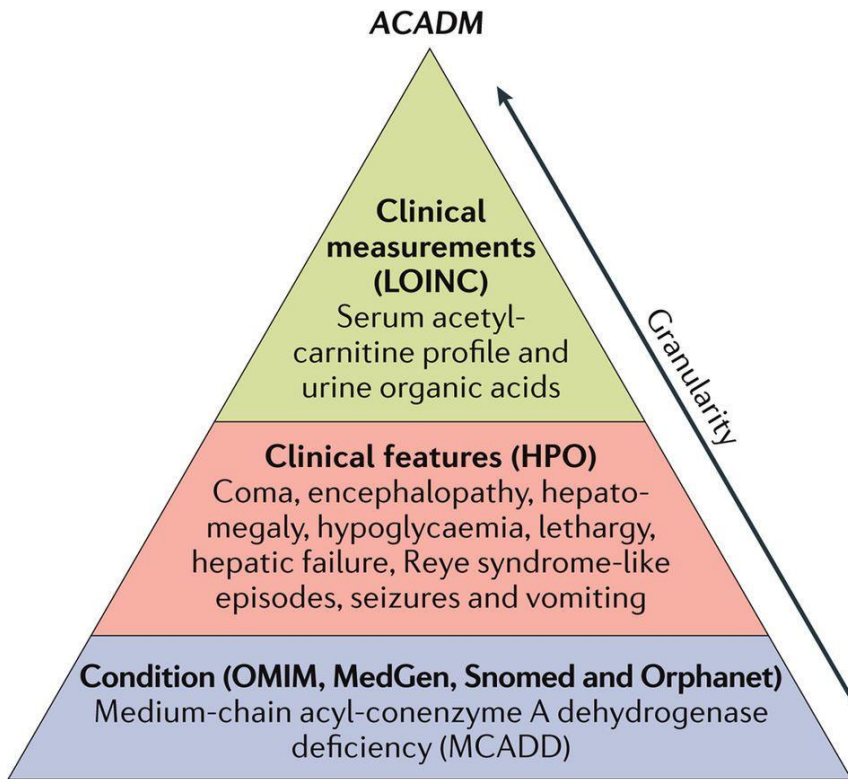 ACADM
Clinical
measurements
(LOINC)
Serum acetyl-
carnitine profile and
urine organic acids
Granularity
Clinical features (HPO)
Coma, encephalopathy, hepato-
megaly, hypoglycaemia, lethargy,
hepatic failure, Reye syndrome-like
episodes, seizures and vomiting
Condition (OMIM, MedGen, Snomed and Orphanet)
Medium-chain acyl-conenzyme A dehydrogenase
deficiency (MCADD)